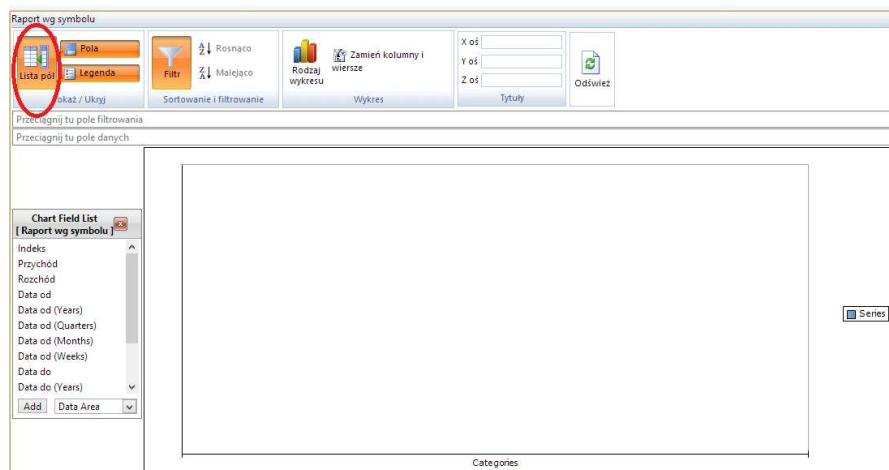 Raport wg symbolu
Lista pól
Pola
Legenda
okaż / Ukryj
Filtr
Rosnąco
Malejąco
Sortowanie i filtrowanie
Rodzaj
wykresu
Zamień kolumny i
wiersze
Wykres
X oś
Y oś
Z oś
Tytuły
Odśwież
Przeciągnij tu pole filtrowania
Przeciągnij tu pole danych
Chart Field List
[ Raport wg symbolu ]
Indeks
Przychód
Rozchód
Data od
Data od (Years)
Data od (Quarters)
Data od (Months)
Data od (Weeks)
Data do
Data do (Years)
Add
Data Area
Series
Categories